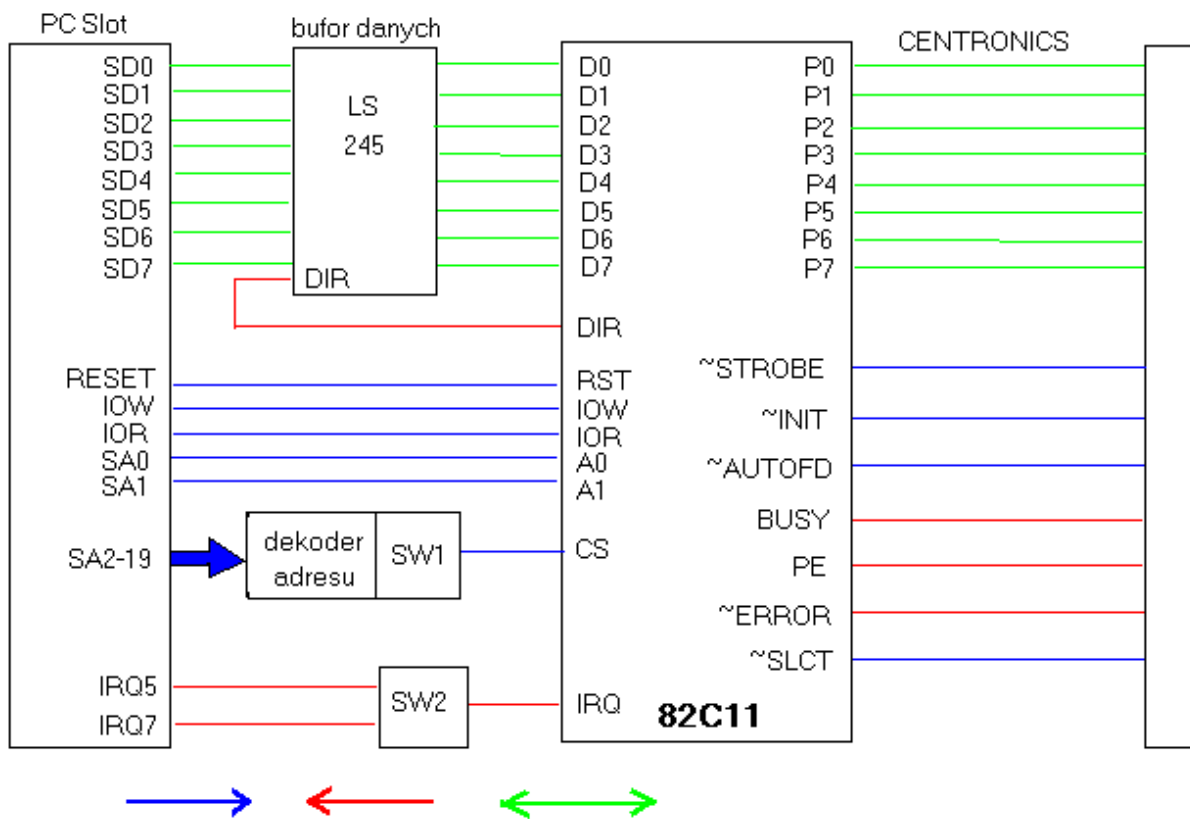 PC Slot
bufor danych
CENTRONICS
SD0
SD1
SD2
SD3
SD4
SD5
SD6
SD7
LS
245
DIR
D0
D1
D2
D3
D4
D5
D6
D7
P0
P1
P2
P3
P4
P5
P6
P7
DIR
RESET
IOW
IOR
SA0
SA1
RST
IOW
IOR
A0
A1
SA2-19
dekoder
adresu
SW1
CS
~STROBE
~INIT
~AUTOFD
BUSY
PE
~ERROR
~SLCT
IRQ5
IRQ7
SW2
IRQ
82C11